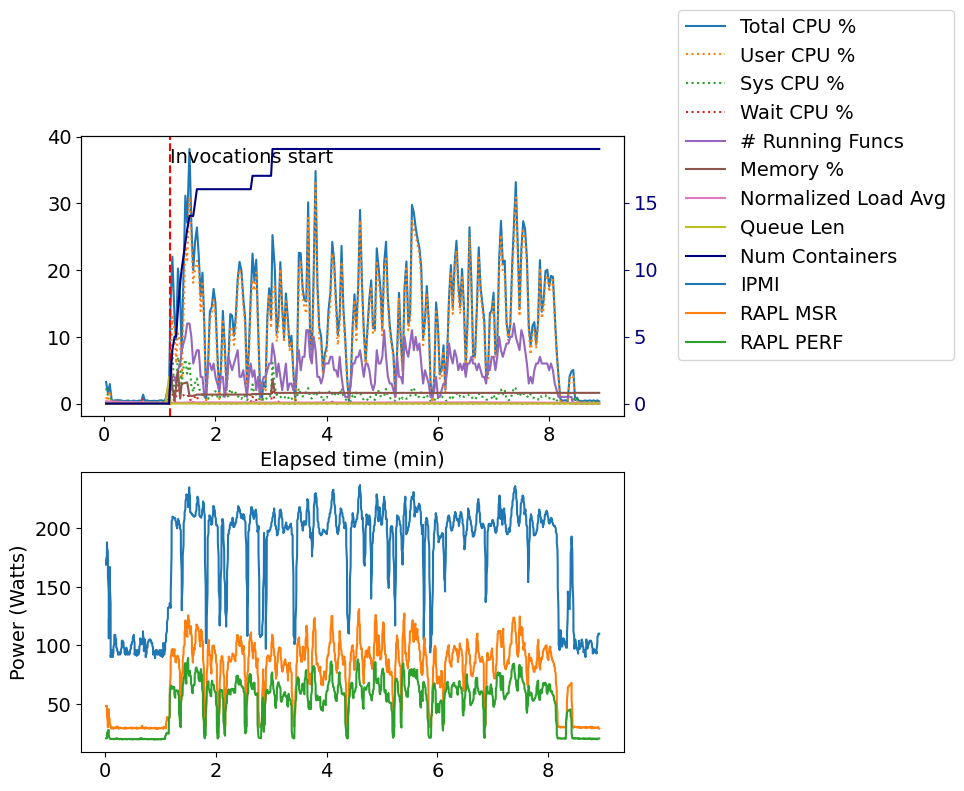 Total CPU %
User CPU %
Sys CPU %
Wait CPU %
# Running Funcs
Memory %
Normalized Load Avg
Queue Len
Num Containers
IPMI
RAPL MSR
RAPL PERF
40
30
20
10
0
Invocations start
15
10
5
0
0 2 4 6 8
Elapsed time (min)
Power (Watts)
200
150
100
50
0 2 4 6 8